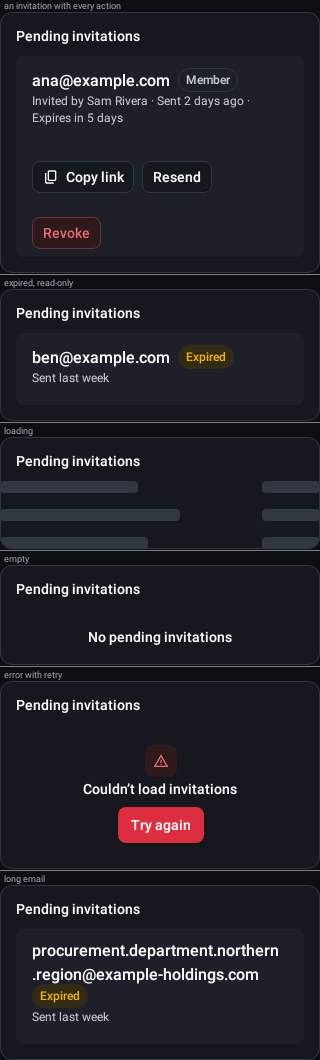 an invitation with every action
Pending invitations
ana@example.com Member
Invited by Sam Rivera · Sent 2 days ago ·
Expires in 5 days
Copy link Resend
Revoke
expired, read-only
Pending invitations
ben@example.com Expired
Sent last week
loading
Pending invitations
empty
Pending invitations
No pending invitations
error with retry
Pending invitations
Couldn’t load invitations
Try again
long email
Pending invitations
procurement.department.northern
.region@example-holdings.com
Expired
Sent last week